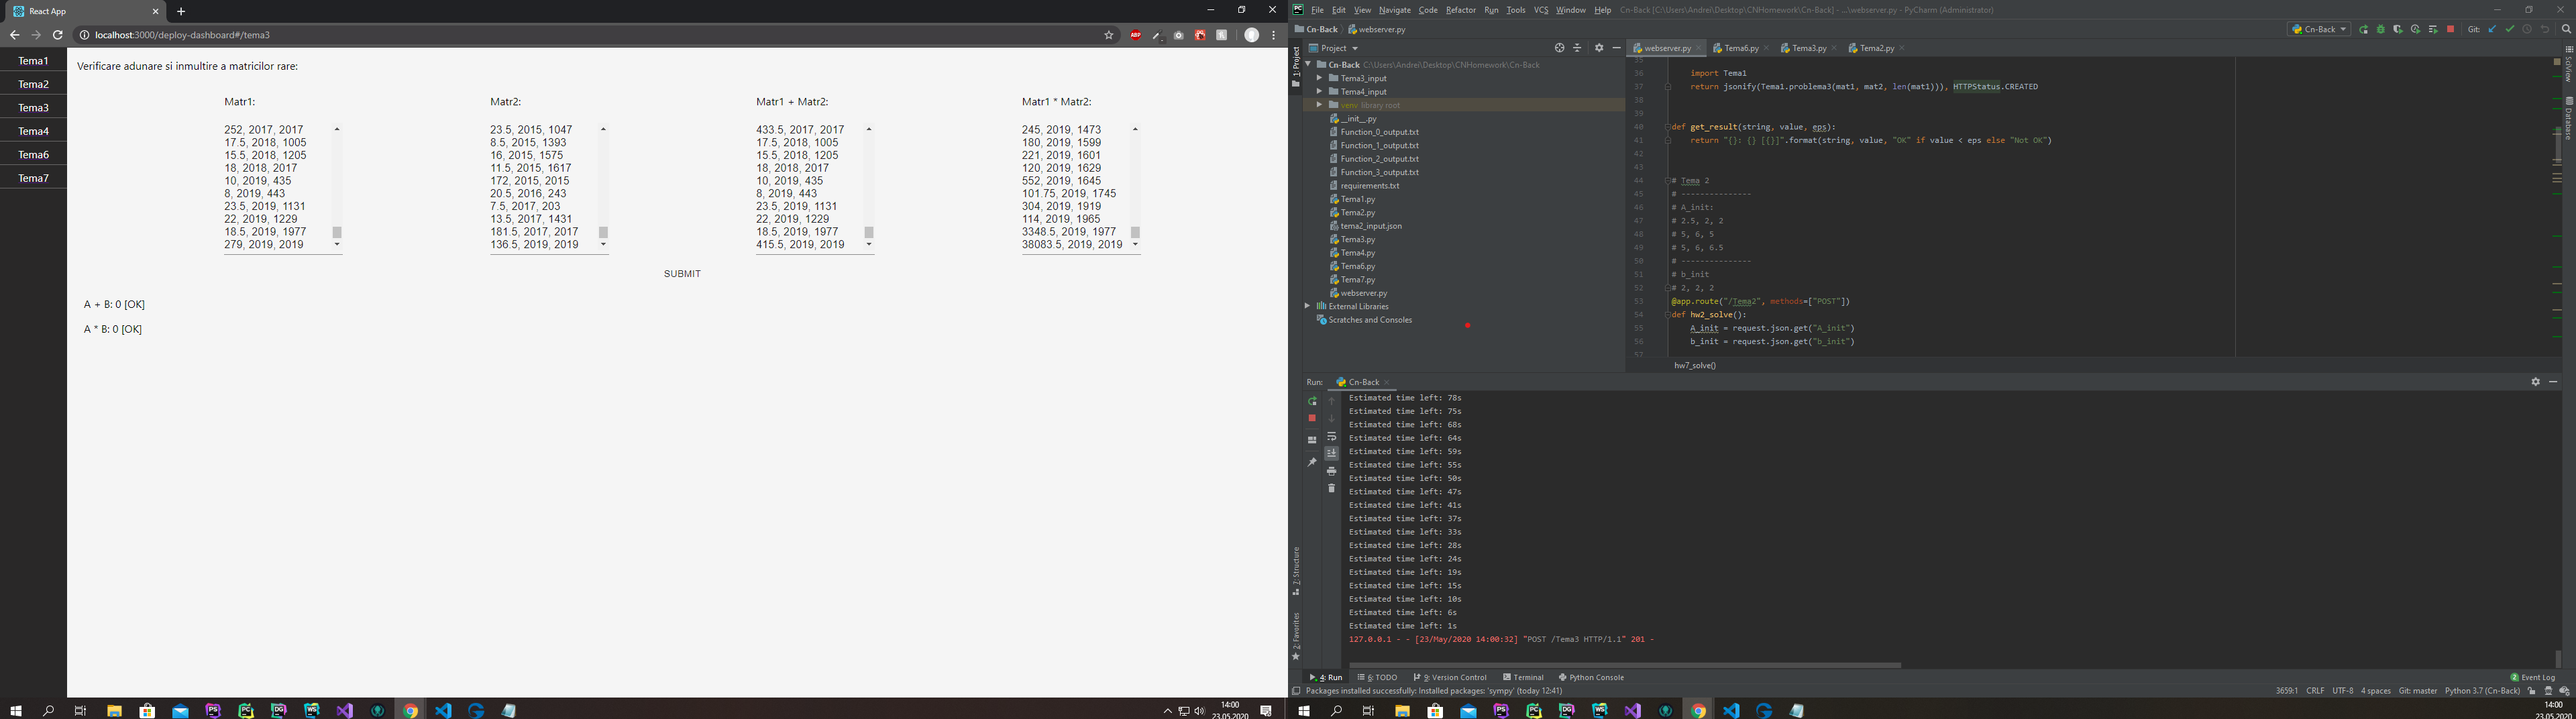 React App
localhost:3000/deploy-dashboard#/tema3
ABP
Tema1
Tema2
Tema3
Tema4
Tema6
Tema7
Verificare adunare si inmultire a matricilor rare:
Matr1:
252, 2017, 2017
17.5, 2018, 1005
15.5, 2018, 1205
18, 2018, 2017
10, 2019, 435
8, 2019, 443
23.5, 2019, 1131
22, 2019, 1229
18.5, 2019, 1977
279, 2019, 2019
Matr2:
23.5, 2015, 1047
8.5, 2015, 1393
16, 2015, 1575
11.5, 2015, 1617
172, 2015, 2015
20.5, 2016, 243
7.5, 2017, 203
13.5, 2017, 1431
181.5, 2017, 2017
136.5, 2019, 2019
Matr1 + Matr2:
433.5, 2017, 2017
17.5, 2018, 1005
15.5, 2018, 1205
18, 2018, 2017
10, 2019, 435
8, 2019, 443
23.5, 2019, 1131
22, 2019, 1229
18.5, 2019, 1977
415.5, 2019, 2019
Matr1 * Matr2:
245, 2019, 1473
180, 2019, 1599
221, 2019, 1601
120, 2019, 1629
552, 2019, 1645
101.75, 2019, 1745
304, 2019, 1919
114, 2019, 1965
3348.5, 2019, 1977
38083.5, 2019, 2019
SUBMIT
A + B: 0 [OK]
A * B: 0 [OK]
14:00
23.05.2020
File Edit View Navigate Code Refactor Run Tools VCS Window Help Cn-Back [C:\Users\Andrei\Desktop\CNHomework\Cn-Back] - ...\webserver.py - PyCharm (Administrator)
Cn-Back webserver.py
Cn-Back Git:
1: Project
Project
Cn-Back C:\Users\Andrei\Desktop\CNHomework\Cn-Back
Tema3_input
Tema4_input
venv library root
__init__.py
Function_0_output.txt
Function_1_output.txt
Function_2_output.txt
Function_3_output.txt
requirements.txt
Tema1.py
Tema2.py
tema2_input.json
Tema3.py
Tema4.py
Tema6.py
Tema7.py
webserver.py
External Libraries
Scratches and Consoles
webserver.py Tema6.py Tema3.py Tema2.py
35
36 import Tema1
37 return jsonify(Tema1.problema3(mat1, mat2, len(mat1))), HTTPStatus.CREATED
38
39
40 def get_result(string, value, eps):
41 return "{}: {} [{}]".format(string, value, "OK" if value < eps else "Not OK")
42
43
44 # Tema 2
45 # ---------------
46 # A_init:
47 # 2.5, 2, 2
48 # 5, 6, 5
49 # 5, 6, 6.5
50 # ---------------
51 # b_init
52 # 2, 2, 2
53 @app.route("/Tema2", methods=["POST"])
54 def hw2_solve():
55 A_init = request.json.get("A_init")
56 b_init = request.json.get("b_init")
57
hw7_solve()
SciView
Database
Run: Cn-Back
Estimated time left: 78s
Estimated time left: 75s
Estimated time left: 68s
Estimated time left: 64s
Estimated time left: 59s
Estimated time left: 55s
Estimated time left: 50s
Estimated time left: 47s
Estimated time left: 41s
Estimated time left: 37s
Estimated time left: 33s
Estimated time left: 28s
Estimated time left: 24s
Estimated time left: 19s
Estimated time left: 15s
Estimated time left: 10s
Estimated time left: 6s
Estimated time left: 1s
127.0.0.1 - - [23/May/2020 14:00:32] "POST /Tema3 HTTP/1.1" 201 -
Z: Structure
2: Favorites
4: Run 6: TODO 9: Version Control Terminal Python Console
2 Event Log
Packages installed successfully: Installed packages: 'sympy' (today 12:41)
3659:1 CRLF UTF-8 4 spaces Git: master Python 3.7 (Cn-Back)
14:00
23.05.2020